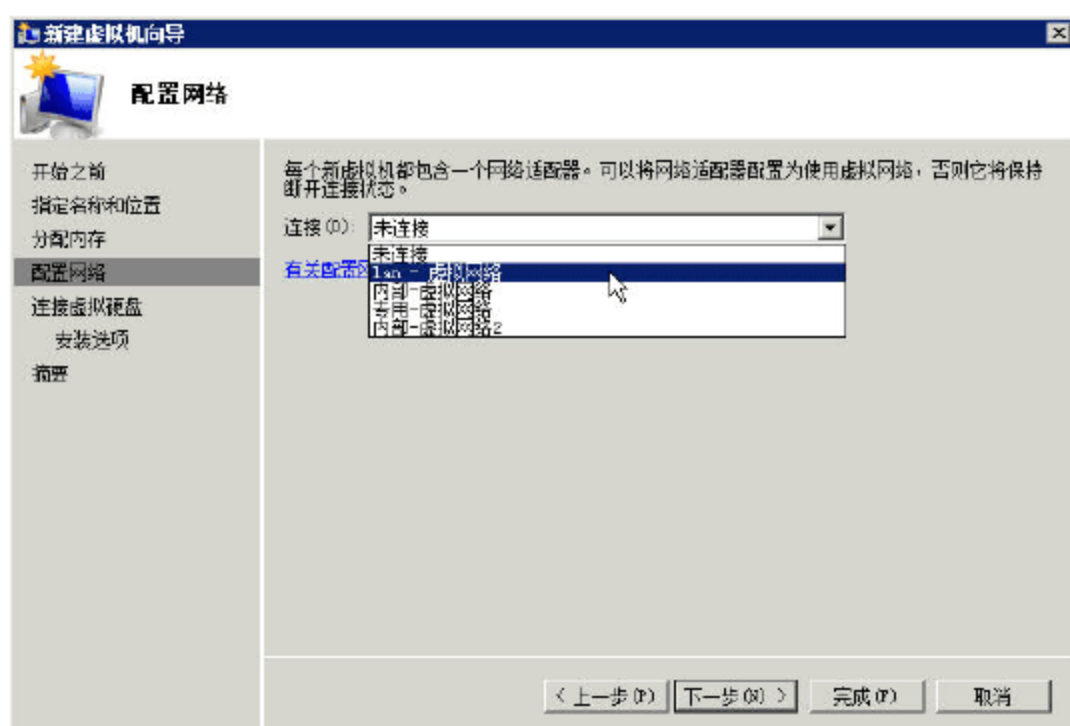 新建虚拟机向导
配置网络
开始之前
指定名称和位置
分配内存
配置网络
连接虚拟硬盘
安装选项
摘要
每个新虚拟机都包含一个网络适配器。可以将网络适配器配置为使用虚拟网络，否则它将保持
断开连接状态。
连接(O): 未连接
未连接
lan - 虚拟网络
内部-虚拟网络
专用-虚拟网络
内部-虚拟网络2
有关配置
< 上一步(P)
下一步(N) >
完成(F)
取消